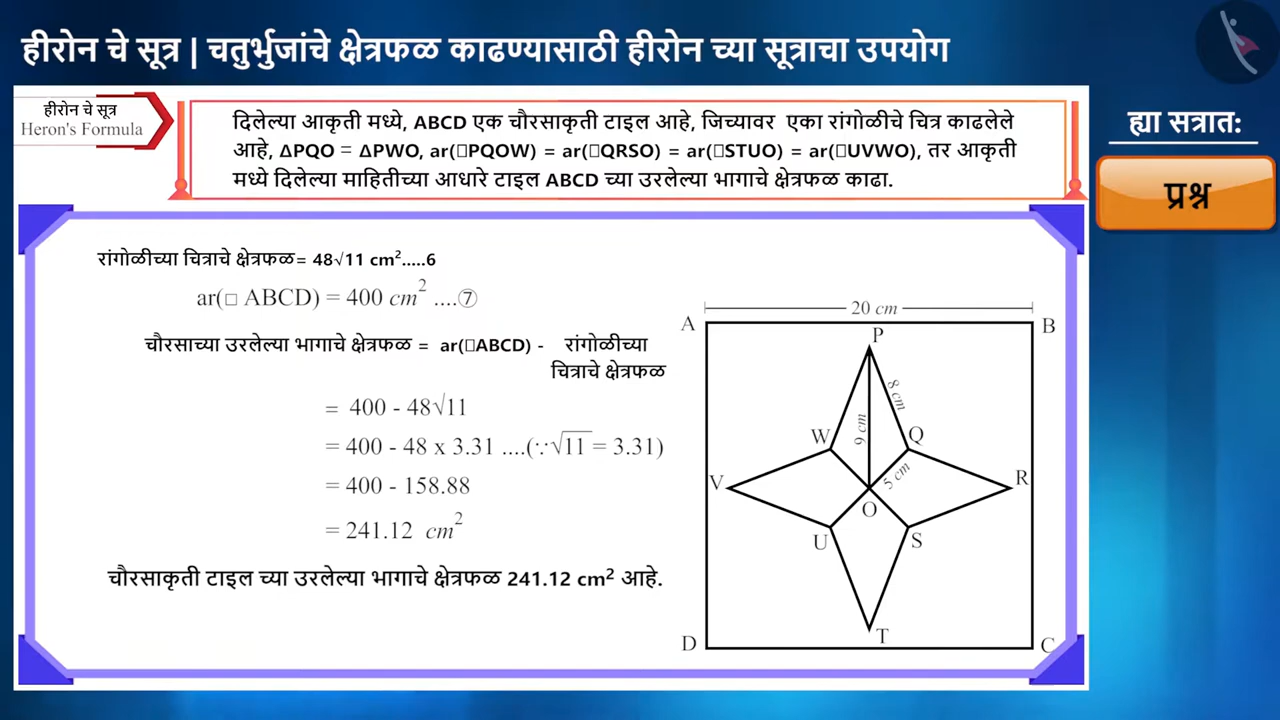 हीरोन चे सूत्र | चतुर्भुजांचे क्षेत्रफळ काढण्यासाठी हीरोन च्या सूत्राचा उपयोग
हीरोन चे सूत्र
Heron's Formula
दिलेल्या आकृती मध्ये, ABCD एक चौरसाकृती टाइल आहे, जिच्यावर एका रांगोळीचे चित्र काढलेले
आहे, ΔPQO = ΔPWO, ar(□PQOW) = ar(□QRSO) = ar(□STUO) = ar(□UVWO), तर आकृती
मध्ये दिलेल्या माहितीच्या आधारे टाइल ABCD च्या उरलेल्या भागाचे क्षेत्रफळ काढा.
ह्या सत्रात:
प्रश्न
रांगोळीच्या चित्राचे क्षेत्रफळ= 48√11 cm².....6
ar(□ ABCD) = 400 cm² ....⑦
चौरसाच्या उरलेल्या भागाचे क्षेत्रफळ = ar(□ABCD) - रांगोळीच्या
चित्राचे क्षेत्रफळ
= 400 - 48√11
= 400 - 48 x 3.31 ....(∵√11 = 3.31)
= 400 - 158.88
= 241.12 cm²
चौरसाकृती टाइल च्या उरलेल्या भागाचे क्षेत्रफळ 241.12 cm² आहे.
20 cm
A
B
P
8 cm
9 cm
W
Q
5 cm
V
R
O
U
S
T
D
C